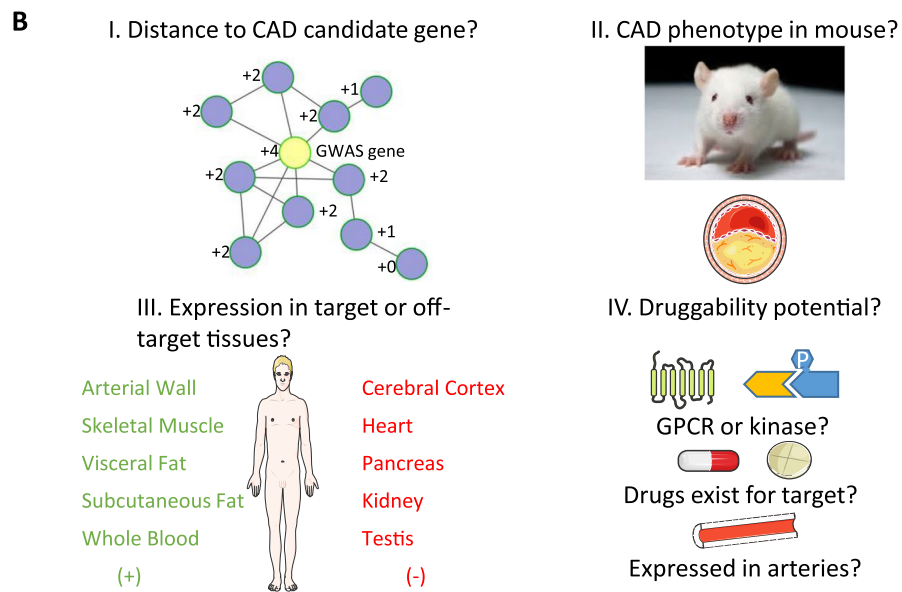 B
I. Distance to CAD candidate gene?
+2
+1
+2
+2
+4
GWAS gene
+2
+2
+2
+1
+2
+0
II. CAD phenotype in mouse?
III. Expression in target or off-
target tissues?
Arterial Wall
Skeletal Muscle
Visceral Fat
Subcutaneous Fat
Whole Blood
(+)
Cerebral Cortex
Heart
Pancreas
Kidney
Testis
(-)
IV. Druggability potential?
P
GPCR or kinase?
Drugs exist for target?
Expressed in arteries?